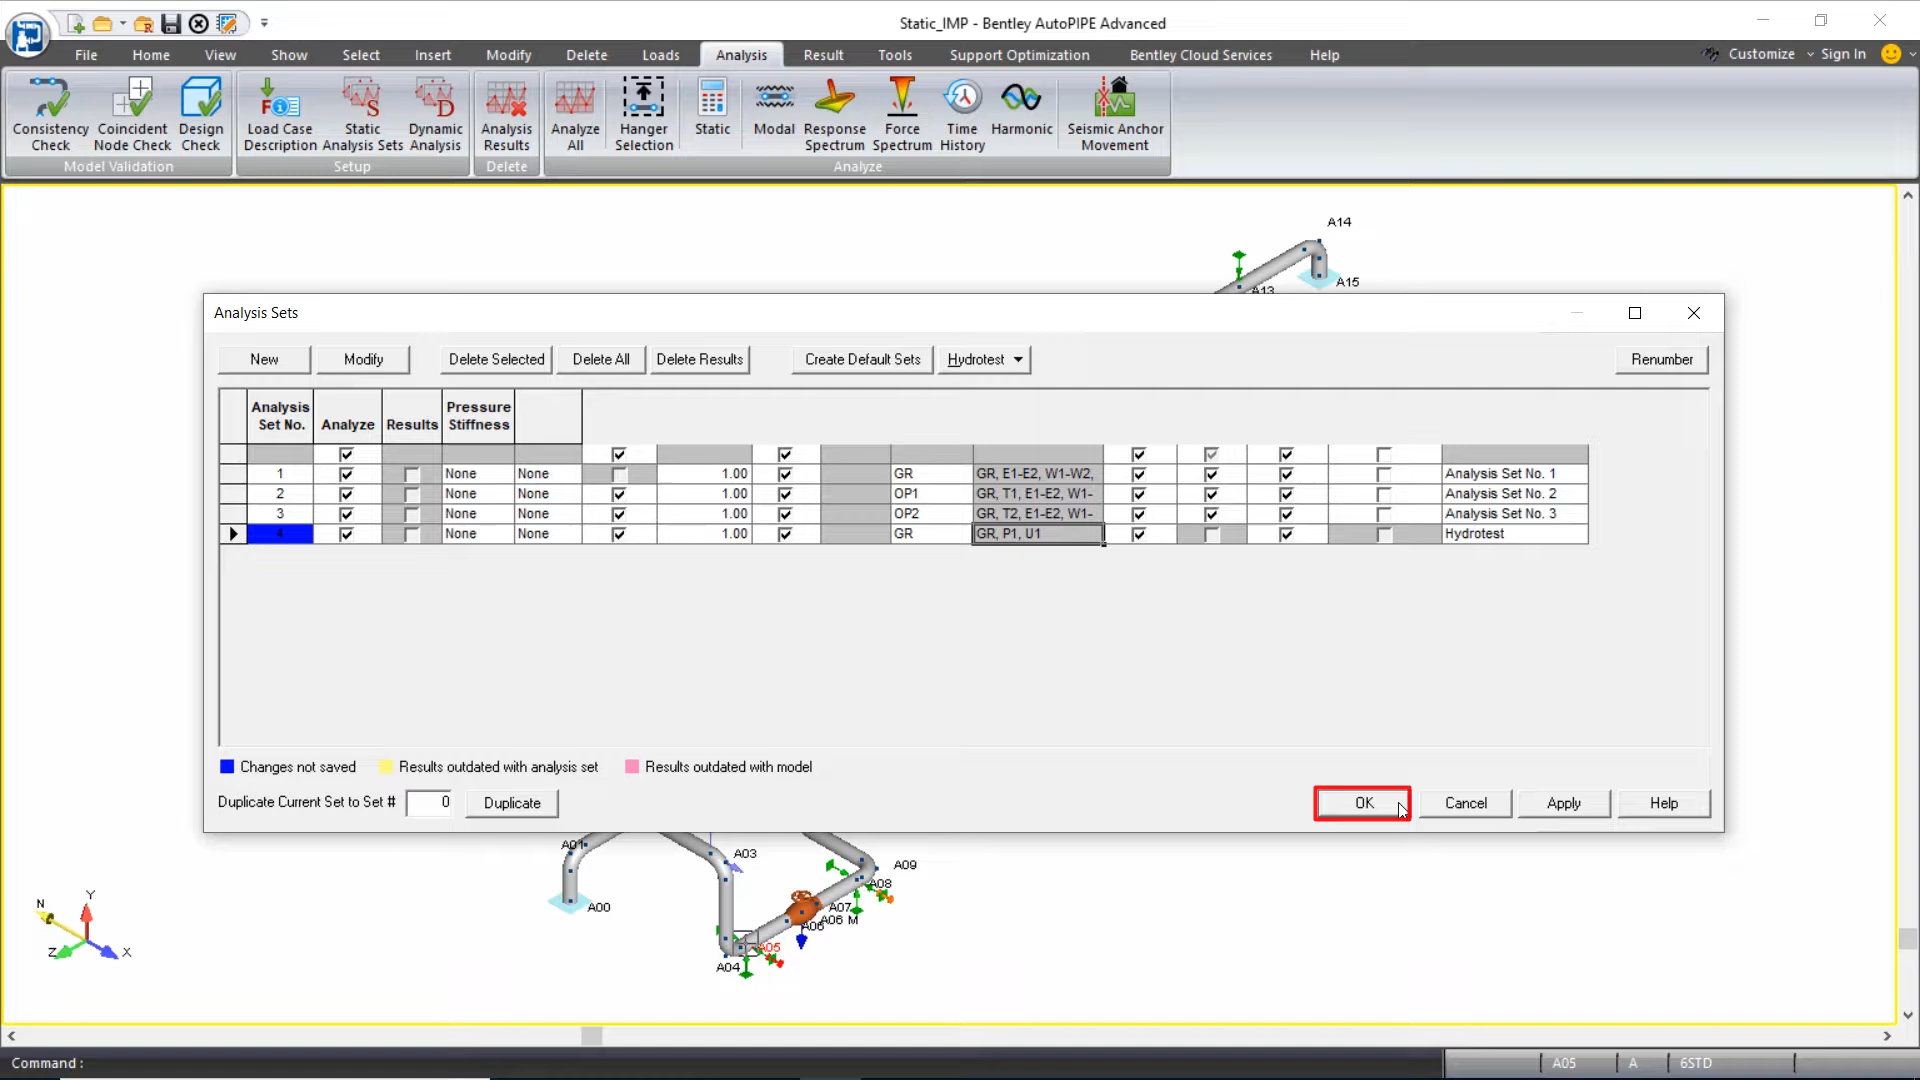 Static_IMP - Bentley AutoPIPE Advanced
File Home View Show Select Insert Modify Delete Loads Analysis Result Tools Support Optimization Bentley Cloud Services Help Customize Sign In
Consistency Check
Coincident Node Check
Design Check
Model Validation
Load Case Description
Static Analysis Sets
Dynamic Analysis
Setup
Analysis Results
Delete
Analyze All
Hanger Selection
Static
Modal
Response Spectrum
Force Spectrum
Time History
Harmonic
Seismic Anchor Movement
Analyze
A14
A15
A13
Analysis Sets
New Modify Delete Selected Delete All Delete Results Create Default Sets Hydrotest Renumber
Analysis Set No. Analyze Results Pressure Stiffness
1 None None 1.00 GR GR, E1-E2, W1-W2, Analysis Set No. 1
2 None None 1.00 OP1 GR, T1, E1-E2, W1- Analysis Set No. 2
3 None None 1.00 OP2 GR, T2, E1-E2, W1- Analysis Set No. 3
4 None None 1.00 GR GR, P1, U1 Hydrotest
Changes not saved Results outdated with analysis set Results outdated with model
Duplicate Current Set to Set # 0 Duplicate OK Cancel Apply Help
A01
A03
A09
A08
A00
A07
A06 M
A06
A05
A04
Y
N
Z
X
Command :
A05 A 6STD